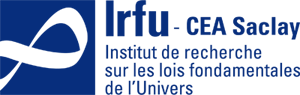 Irfu - CEA Saclay
Institut de recherche
sur les lois fondamentales
de l'Univers